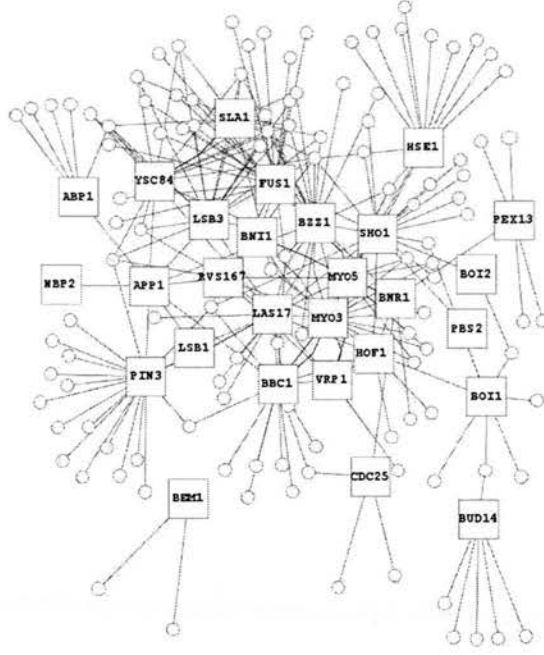 SLA1
HSE1
YSC84
FUS1
ABP1
LSB3
BZZ1
PEX13
BNI1
SHO1
NBP2
APP1
RVS167
MYO5
BOI2
BNR1
LAS17
MYO3
PBS2
LSB1
HOF1
PIN3
BBC1
VRP1
BOI1
CDC25
BEM1
BUD14